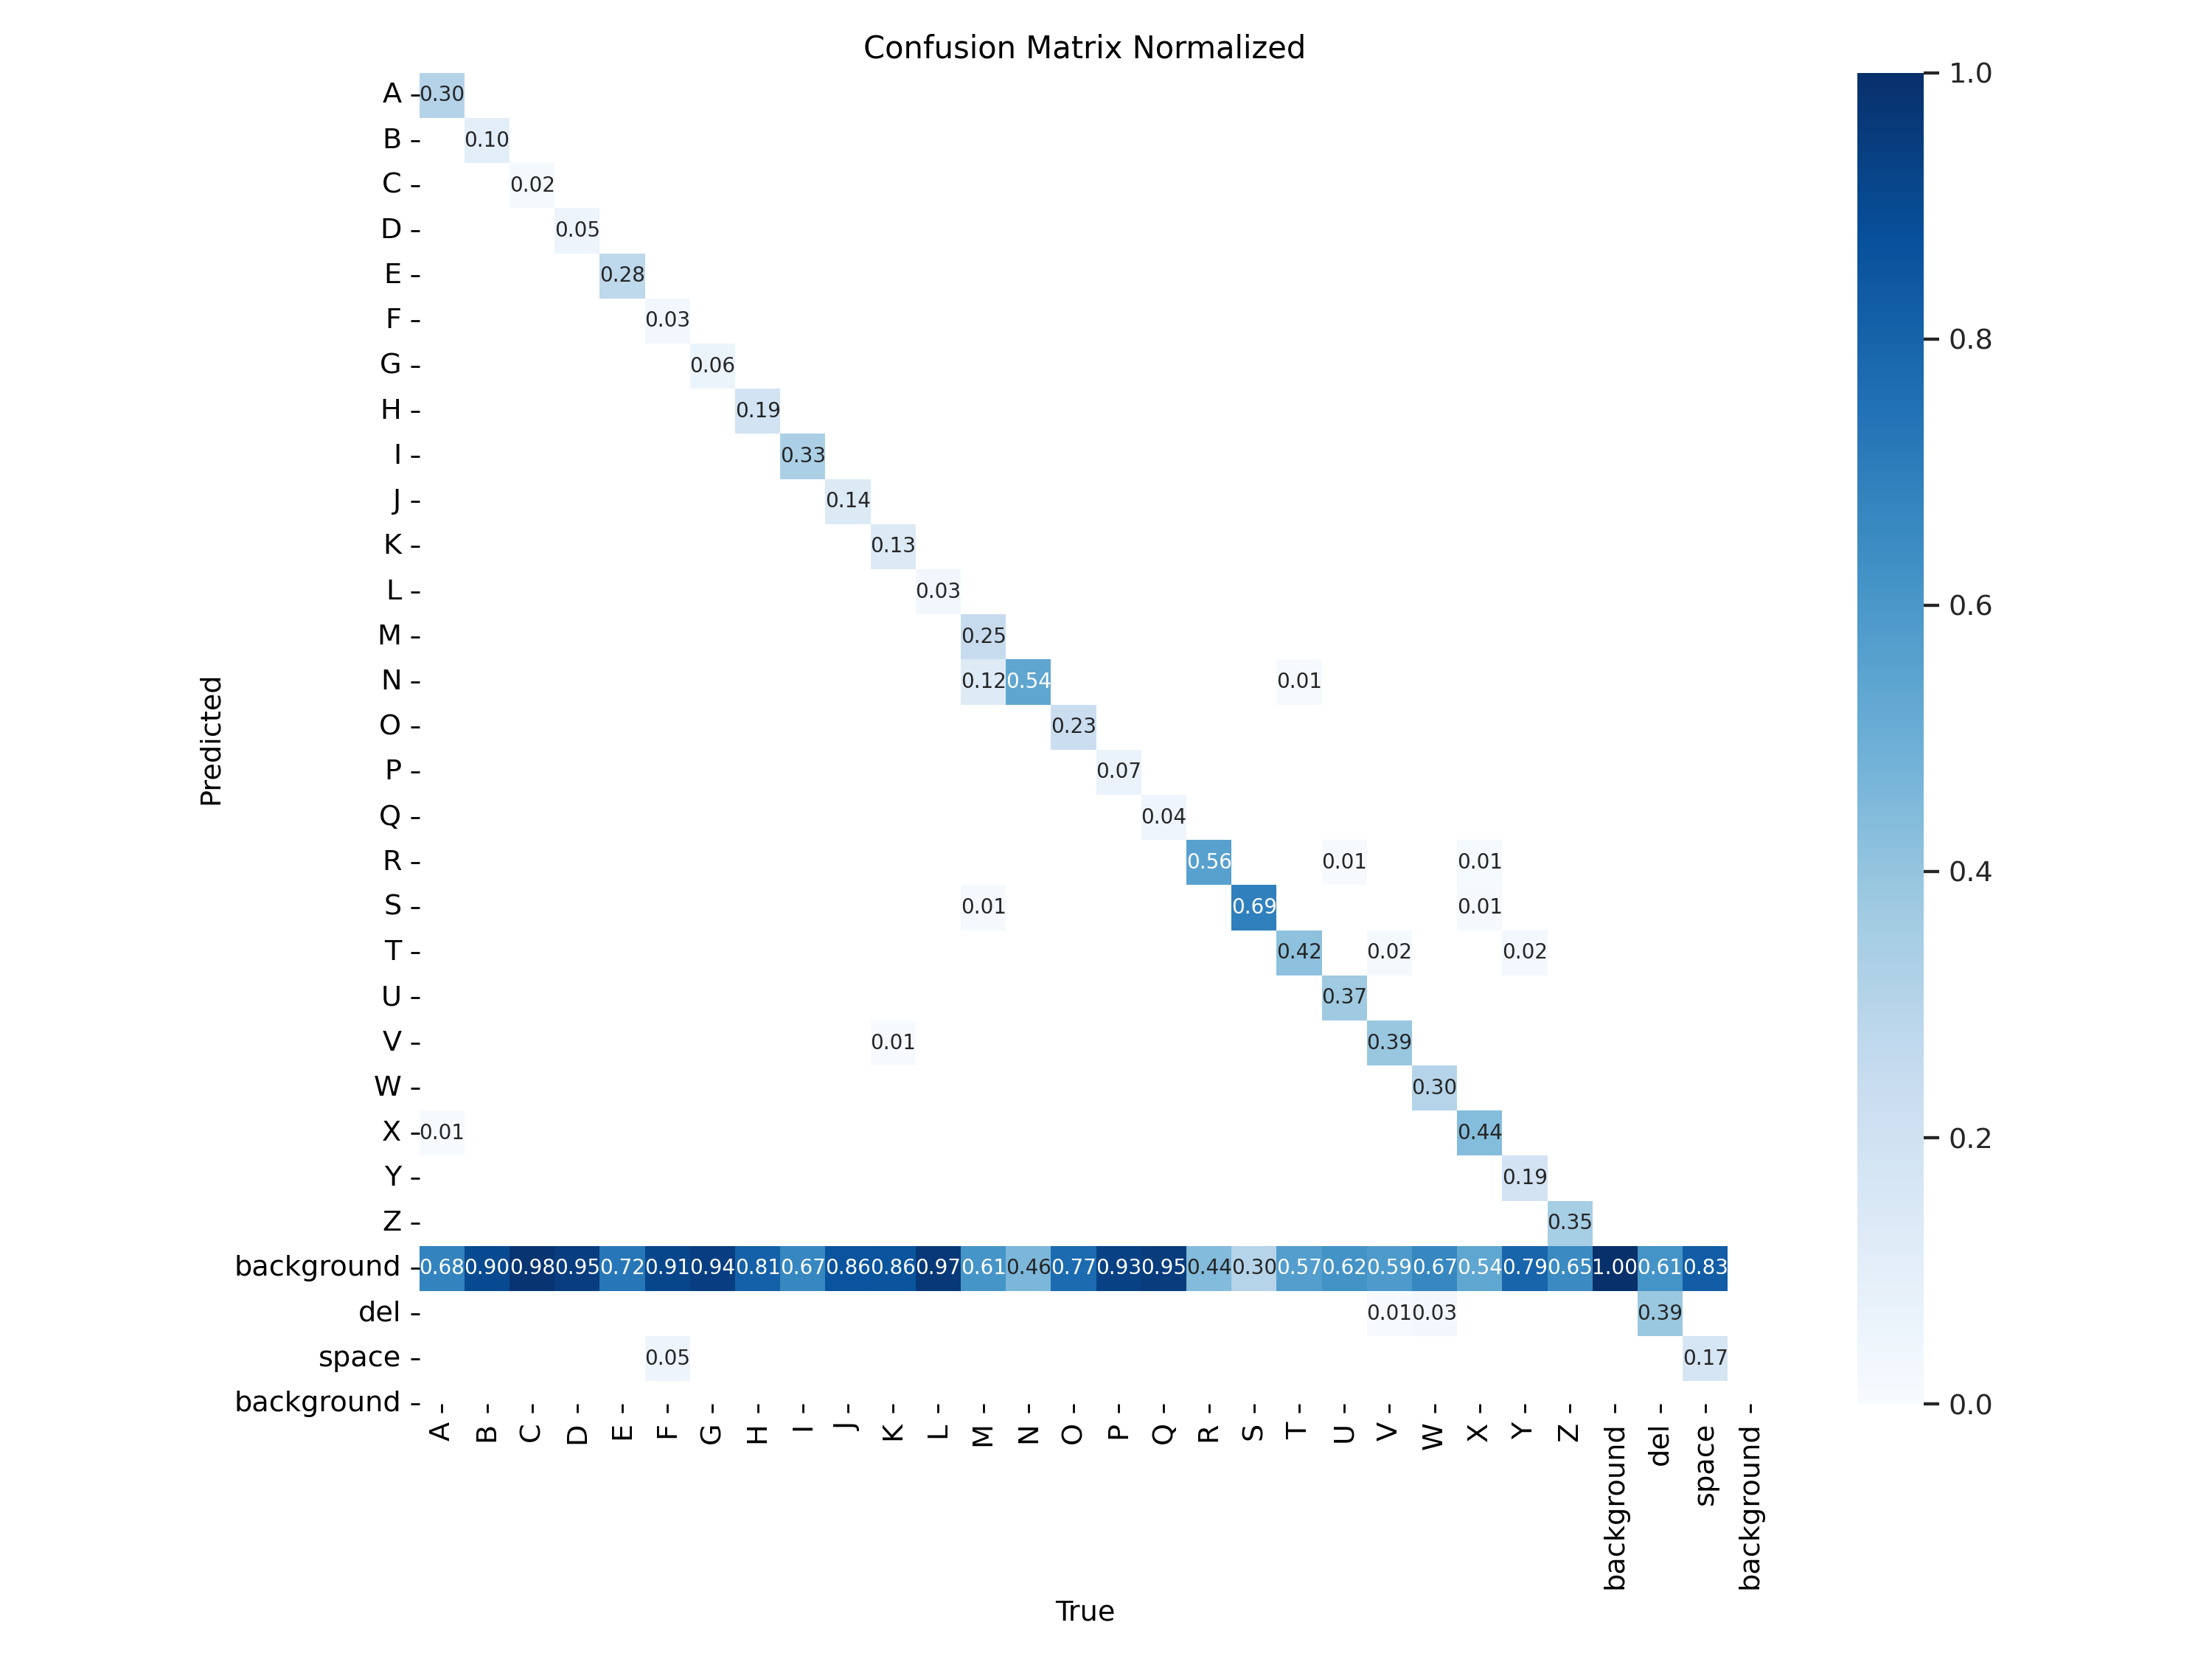 Confusion Matrix Normalized
A 0.30
B 0.10
C 0.02
D 0.05
E 0.28
F 0.03
G 0.06
H 0.19
I 0.33
J 0.14
K 0.13
L 0.03
M 0.25
N 0.12 0.54 0.01
O 0.23
P 0.07
Q 0.04
R 0.56 0.01 0.01
S 0.01 0.69 0.01
T 0.42 0.02 0.02
U 0.37
V 0.01 0.39
W 0.30
X 0.01 0.44
Y 0.19
Z 0.35
background 0.68 0.90 0.98 0.95 0.72 0.91 0.94 0.81 0.67 0.86 0.86 0.97 0.61 0.46 0.77 0.93 0.95 0.44 0.30 0.57 0.62 0.59 0.67 0.54 0.79 0.65 1.00 0.61 0.83
del 0.01 0.03 0.39
space 0.05 0.17
background
A B C D E F G H I J K L M N O P Q R S T U V W X Y Z background del space background
Predicted
True
1.0
0.8
0.6
0.4
0.2
0.0